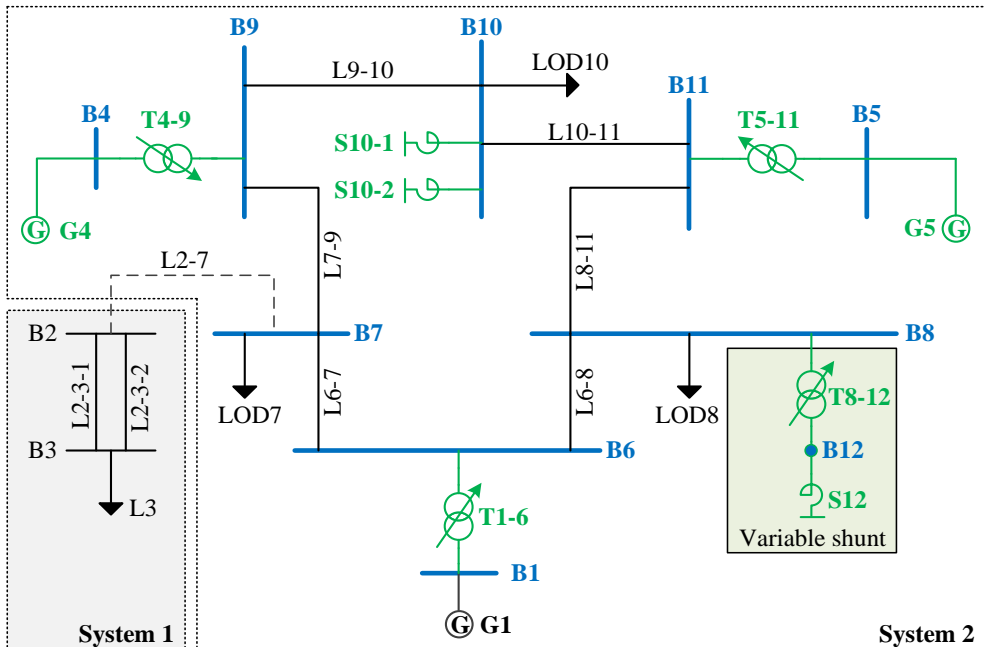 B9
B10
L9-10
LOD10
B4
T4-9
B11
T5-11
B5
S10-1
L10-11
S10-2
G
G4
G5
G
L7-9
L8-11
L2-7
B2
B7
B8
L2-3-1
L2-3-2
L6-7
L6-8
LOD7
LOD8
T8-12
B3
B6
B12
L3
T1-6
S12
Variable shunt
B1
G
G1
System 1
System 2